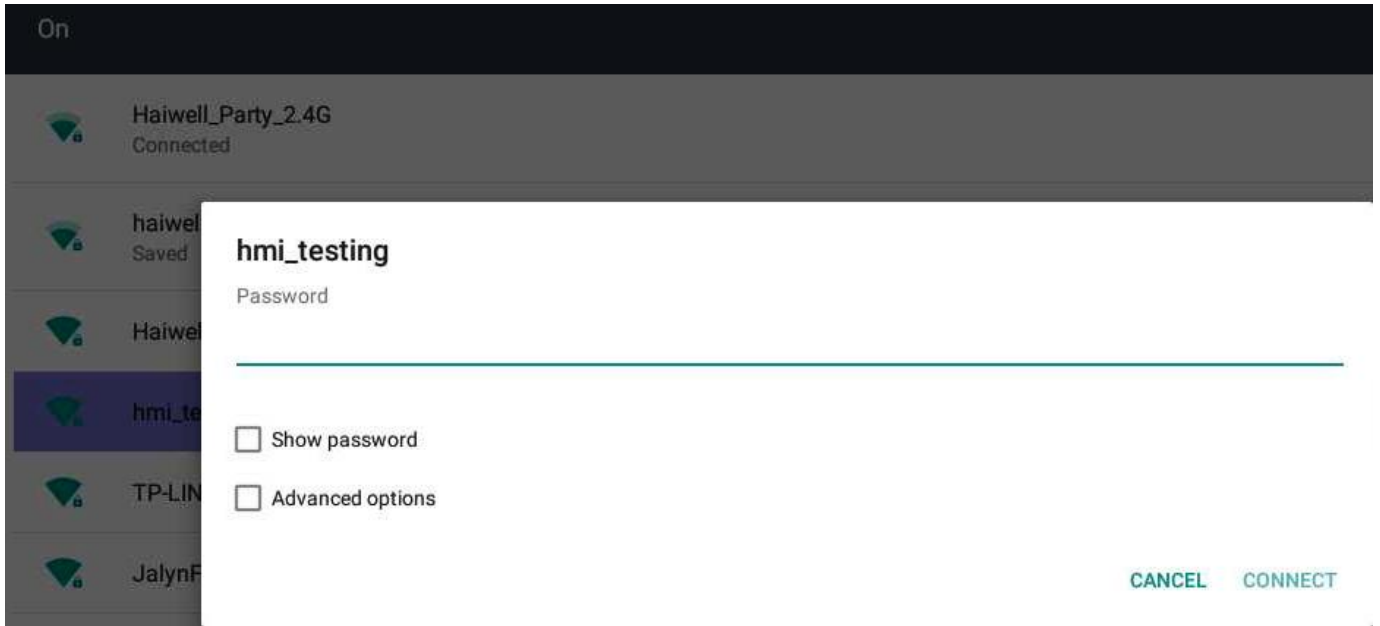 On
Haiwell_Party_2.4G
Connected
haiwel
Saved
hmi_testing
Password
Haiwel
hmi_te
Show password
TP-LIN
Advanced options
JalynF
CANCEL CONNECT